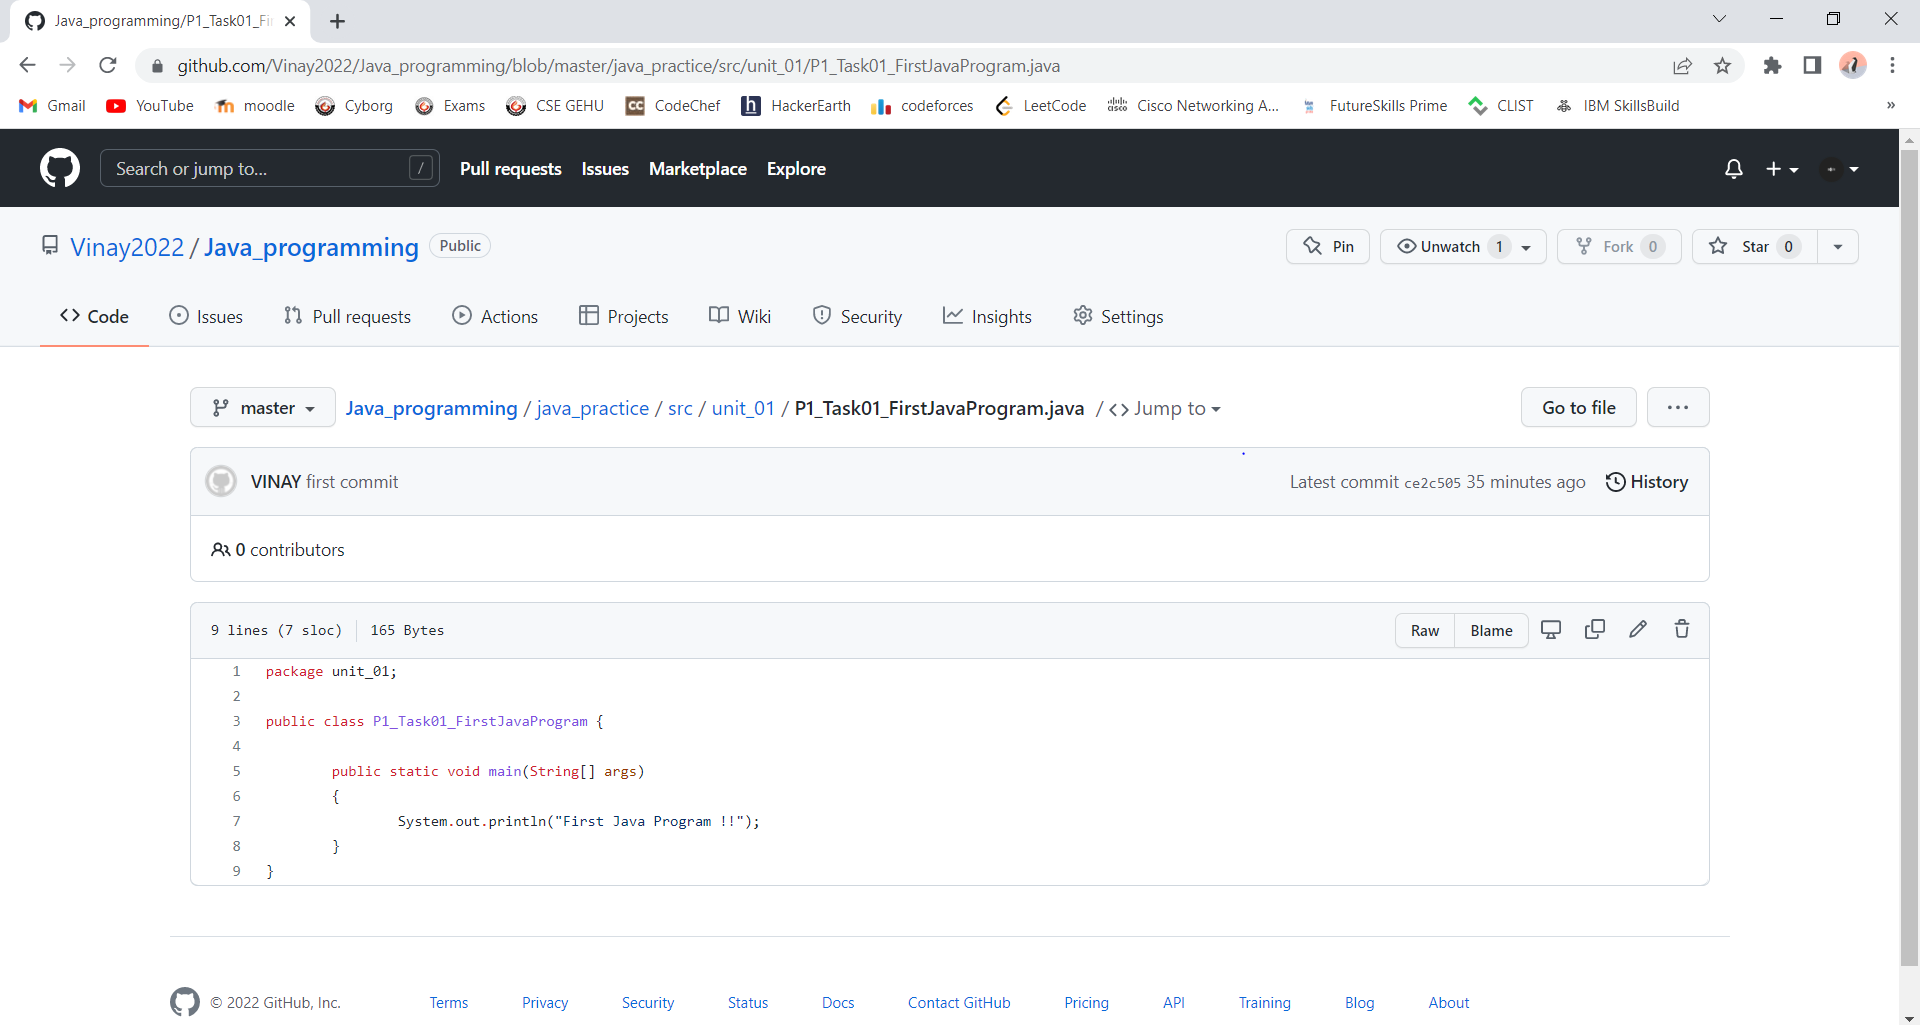 Java_programming/P1_Task01_Fi
github.com/Vinay2022/Java_programming/blob/master/java_practice/src/unit_01/P1_Task01_FirstJavaProgram.java
Gmail YouTube moodle Cyborg Exams CSE GEHU CodeChef HackerEarth codeforces LeetCode Cisco Networking A... FutureSkills Prime CLIST IBM SkillsBuild »
Search or jump to... / Pull requests Issues Marketplace Explore
Vinay2022 / Java_programming Public Pin Unwatch 1 Fork 0 Star 0
Code Issues Pull requests Actions Projects Wiki Security Insights Settings
master Java_programming / java_practice / src / unit_01 / P1_Task01_FirstJavaProgram.java / <> Jump to Go to file ...
VINAY first commit Latest commit ce2c505 35 minutes ago History
0 contributors
9 lines (7 sloc) 165 Bytes Raw Blame
1 package unit_01;
2
3 public class P1_Task01_FirstJavaProgram {
4
5 public static void main(String[] args)
6 {
7 System.out.println("First Java Program !!");
8 }
9 }
© 2022 GitHub, Inc. Terms Privacy Security Status Docs Contact GitHub Pricing API Training Blog About